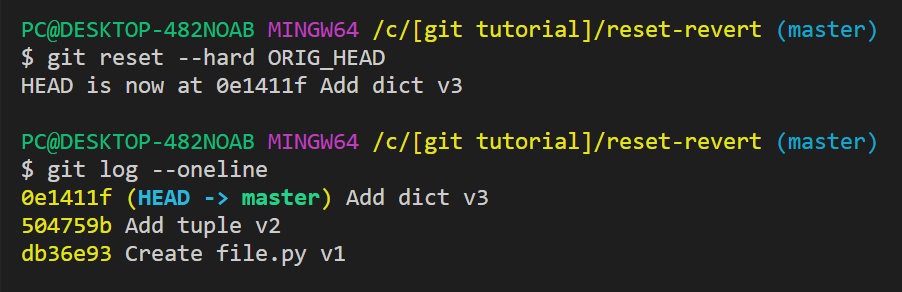 PC@DESKTOP-482NOAB MINGW64 /c/[git tutorial]/reset-revert (master)
$ git reset --hard ORIG_HEAD
HEAD is now at 0e1411f Add dict v3
PC@DESKTOP-482NOAB MINGW64 /c/[git tutorial]/reset-revert (master)
$ git log --oneline
0e1411f (HEAD -> master) Add dict v3
504759b Add tuple v2
db36e93 Create file.py v1